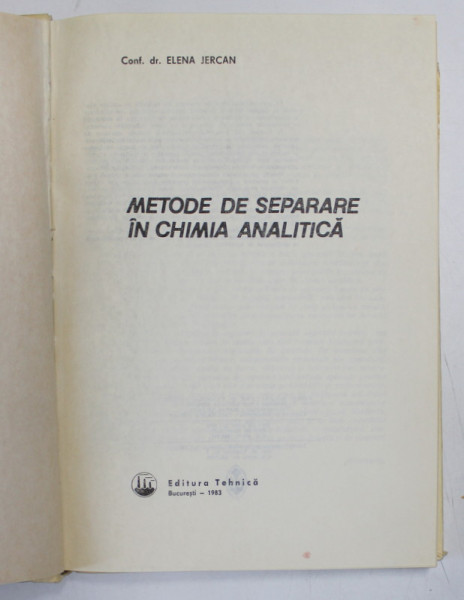 Conf. dr. ELENA JERCAN
METODE DE SEPARARE
ÎN CHIMIA ANALITICĂ
Editura Tehnică
București – 1983